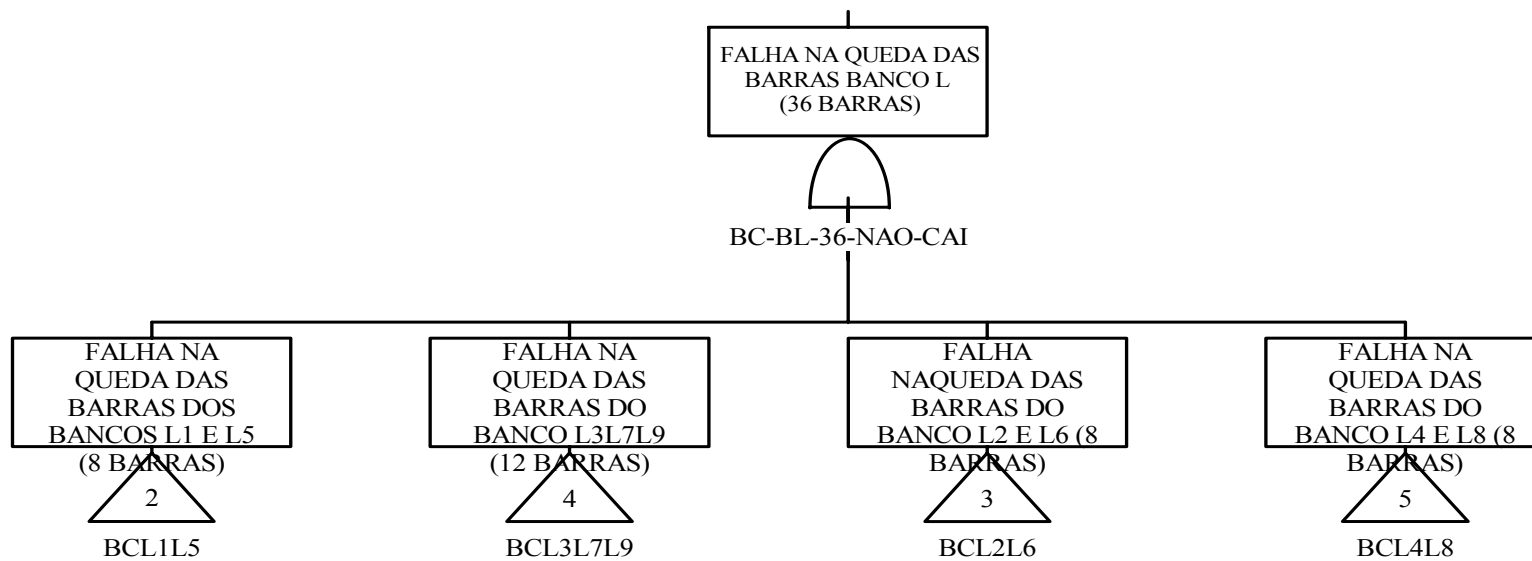 FALHA NA QUEDA DAS
BARRAS BANCO L
(36 BARRAS)
BC-BL-36-NAO-CAI
FALHA NA
QUEDA DAS
BARRAS DOS
BANCOS L1 E L5
(8 BARRAS)
2
BCL1L5
FALHA NA
QUEDA DAS
BARRAS DO
BANCO L3L7L9
(12 BARRAS)
4
BCL3L7L9
FALHA
NAQUEDA DAS
BARRAS DO
BANCO L2 E L6 (8
BARRAS)
3
BCL2L6
FALHA NA
QUEDA DAS
BARRAS DO
BANCO L4 E L8 (8
BARRAS)
5
BCL4L8